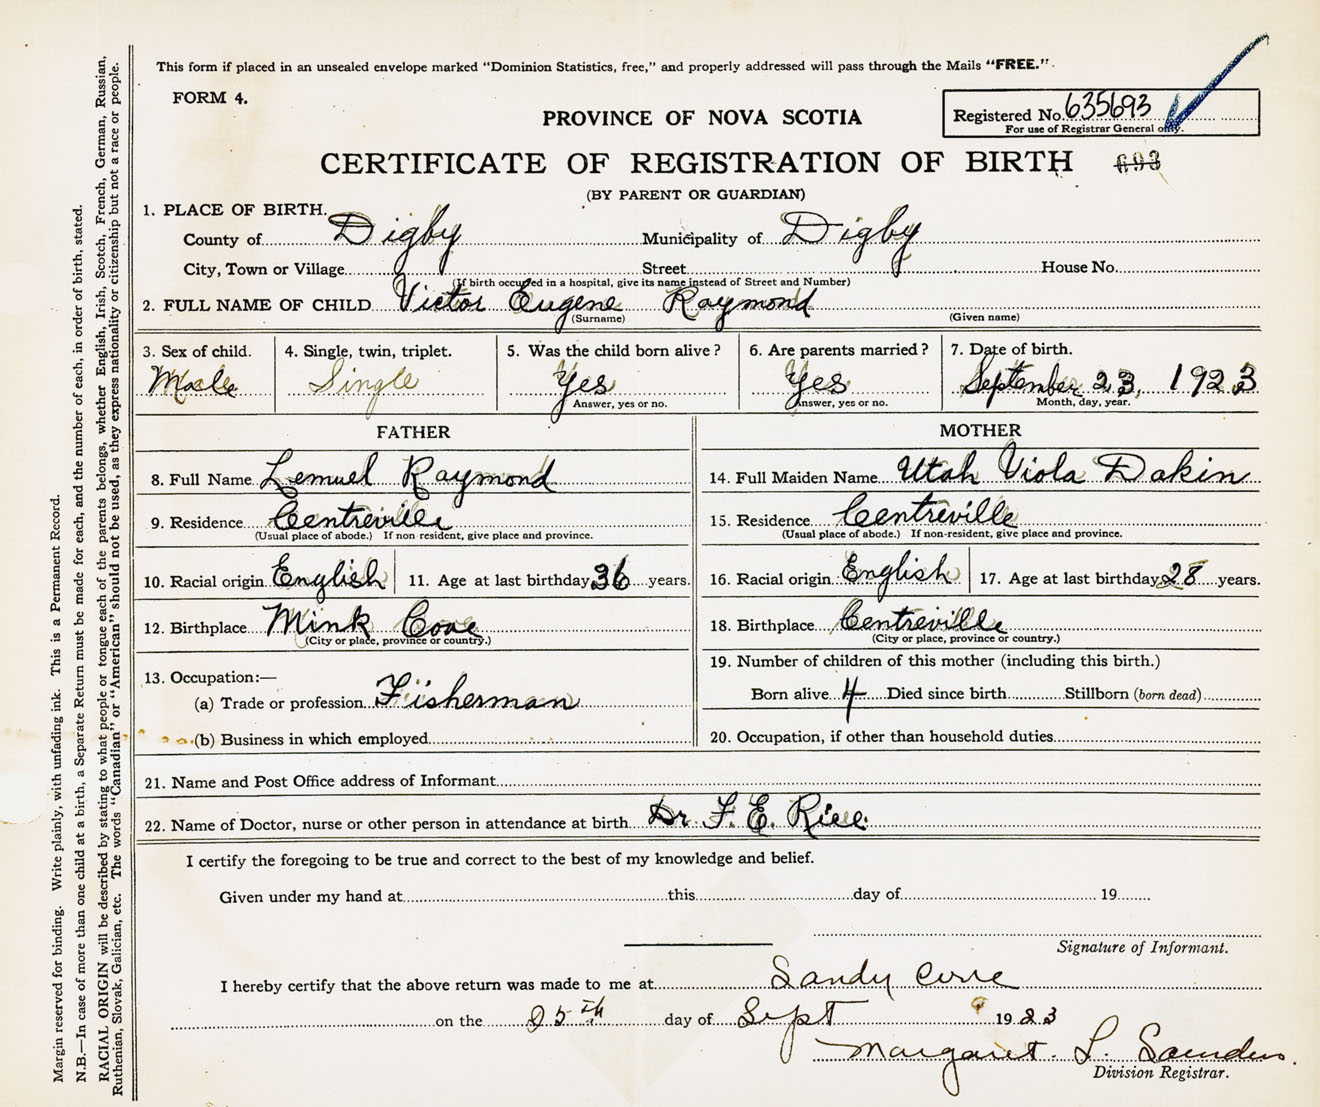 This form if placed in an unsealed envelope marked “Dominion Statistics, free,” and properly addressed will pass through the Mails “FREE.”
FORM 4.
Registered No. 635693
For use of Registrar General only.
PROVINCE OF NOVA SCOTIA
CERTIFICATE OF REGISTRATION OF BIRTH 693
(BY PARENT OR GUARDIAN)
1. PLACE OF BIRTH.
County of Digby Municipality of Digby
City, Town or Village Street House No.
(If birth occurred in a hospital, give its name instead of Street and Number)
2. FULL NAME OF CHILD Victor Eugene Raymond
(Surname) (Given name)
3. Sex of child. 4. Single, twin, triplet. 5. Was the child born alive? 6. Are parents married? 7. Date of birth.
Male Single Yes Yes September 23, 1923
Answer, yes or no. Answer, yes or no. Month, day, year.
FATHER
8. Full Name Lemuel Raymond
9. Residence Centreville
(Usual place of abode.) If non-resident, give place and province.
10. Racial origin English 11. Age at last birthday 36 years.
12. Birthplace Mink Cove
(City or place, province or country.)
13. Occupation:—
(a) Trade or profession Fisherman
(b) Business in which employed
MOTHER
14. Full Maiden Name Utah Viola Dakin
15. Residence Centreville
(Usual place of abode.) If non-resident, give place and province.
16. Racial origin English 17. Age at last birthday 28 years.
18. Birthplace Centreville
(City or place, province or country.)
19. Number of children of this mother (including this birth.)
Born alive 4 Died since birth Stillborn (born dead)
20. Occupation, if other than household duties
21. Name and Post Office address of Informant
22. Name of Doctor, nurse or other person in attendance at birth Dr. F. E. Rice
I certify the foregoing to be true and correct to the best of my knowledge and belief.
Given under my hand at this day of 19
Signature of Informant.
I hereby certify that the above return was made to me at Sandy Cove
on the 25th day of Sept 1923
Margaret L. Saunders
Division Registrar.
Margin reserved for binding. Write plainly, with unfading ink. This is a Permanent Record.
N.B.—In case of more than one child at a birth, a Separate Return must be made for each, and the number of each, in order of birth, stated.
RACIAL ORIGIN will be described by stating to what people or tongue each of the parents belongs, whether English, Irish, Scotch, French, German, Russian,
Ruthenian, Slovak, Galician, etc. The words “Canadian” or “American” should not be used, as they express nationality or citizenship but not a race or people.